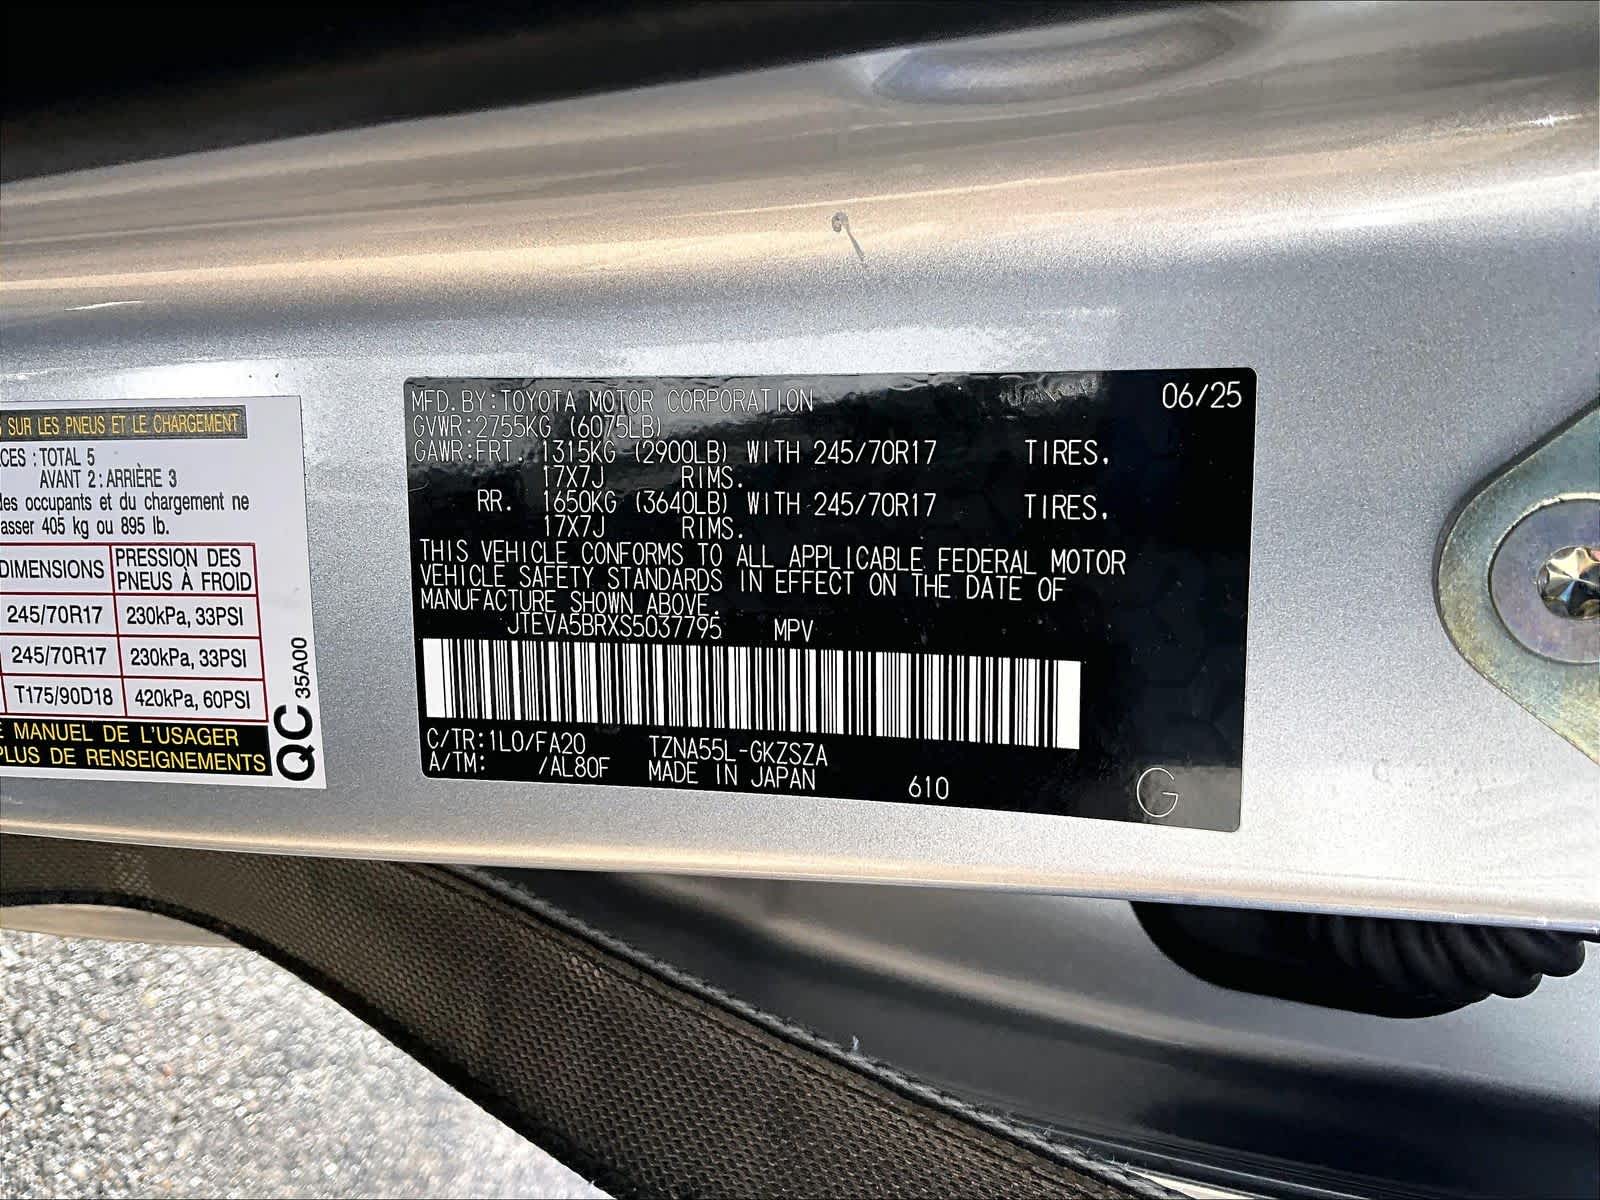 SUR LES PNEUS ET LE CHARGEMENT
CES : TOTAL 5
AVANT 2 : ARRIÈRE 3
des occupants et du chargement ne
asser 405 kg ou 895 lb.
DIMENSIONS PRESSION DES PNEUS À FROID
245/70R17 230kPa, 33PSI
245/70R17 230kPa, 33PSI
T175/90D18 420kPa, 60PSI
E MANUEL DE L'USAGER
PLUS DE RENSEIGNEMENTS
QC 35A00
MFD. BY: TOYOTA MOTOR CORPORATION 06/25
GVWR: 2755KG (6075LB)
GAWR: FRT. 1315KG (2900LB) WITH 245/70R17 TIRES.
17X7J RIMS.
RR. 1650KG (3640LB) WITH 245/70R17 TIRES.
17X7J RIMS.
THIS VEHICLE CONFORMS TO ALL APPLICABLE FEDERAL MOTOR
VEHICLE SAFETY STANDARDS IN EFFECT ON THE DATE OF
MANUFACTURE SHOWN ABOVE.
JTEVA5BRXS5037795 MPV
C/TR: 1L0/FA20 TZNA55L-GKZSZA
A/TM: /AL80F MADE IN JAPAN 610
G